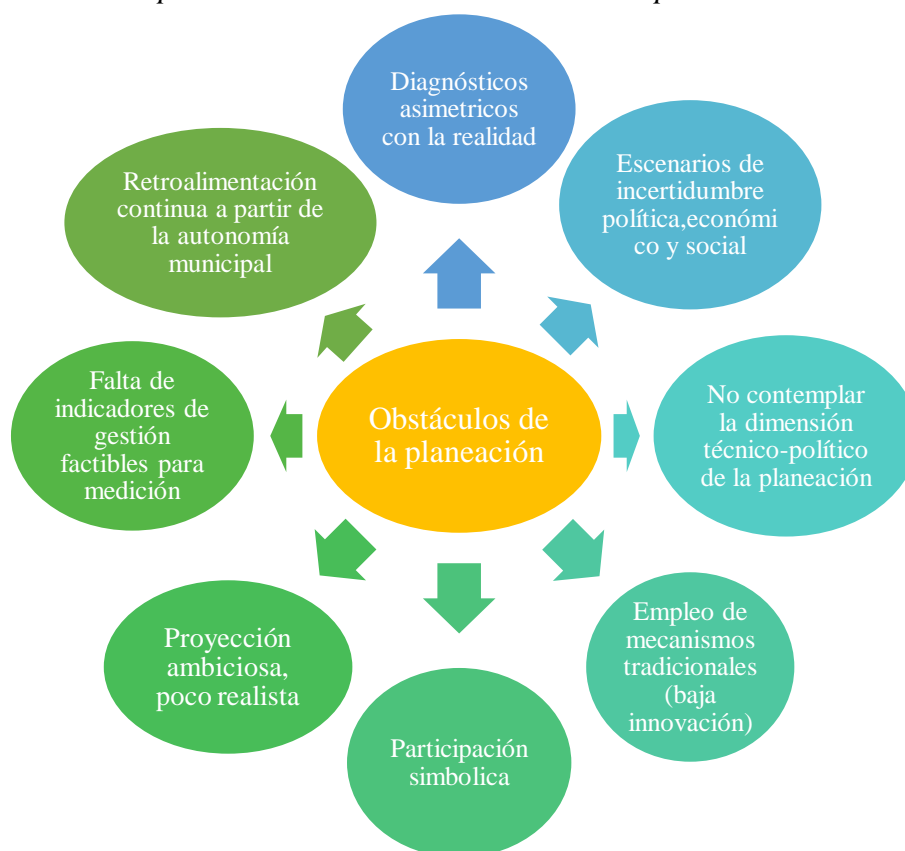 Diagnósticos
asimetricos
con la realidad
Escenarios de
incertidumbre
política,económi
co y social
No contemplar
la dimensión
técnico-político
de la planeación
Empleo de
mecanismos
tradicionales
(baja
innovación)
Participación
simbolica
Proyección
ambiciosa,
poco realista
Falta de
indicadores de
gestión
factibles para
medición
Retroalimentación
continua a partir de
la autonomía
municipal
Obstáculos de
la planeación